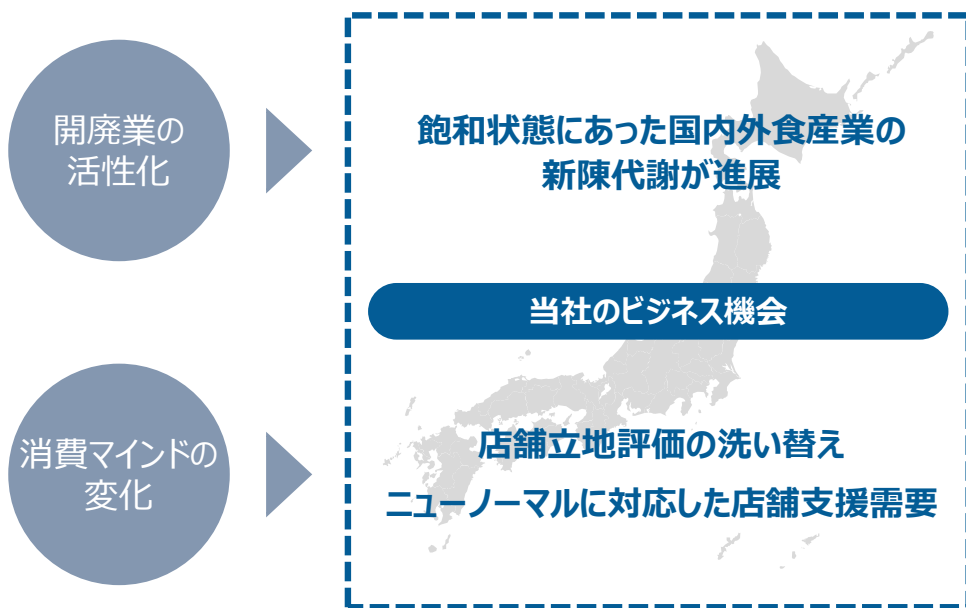 開廃業の
活性化
飽和状態にあった国内外食産業の
新陳代謝が進展
当社のビジネス機会
消費マインドの
変化
店舗立地評価の洗い替え
ニューノーマルに対応した店舗支援需要